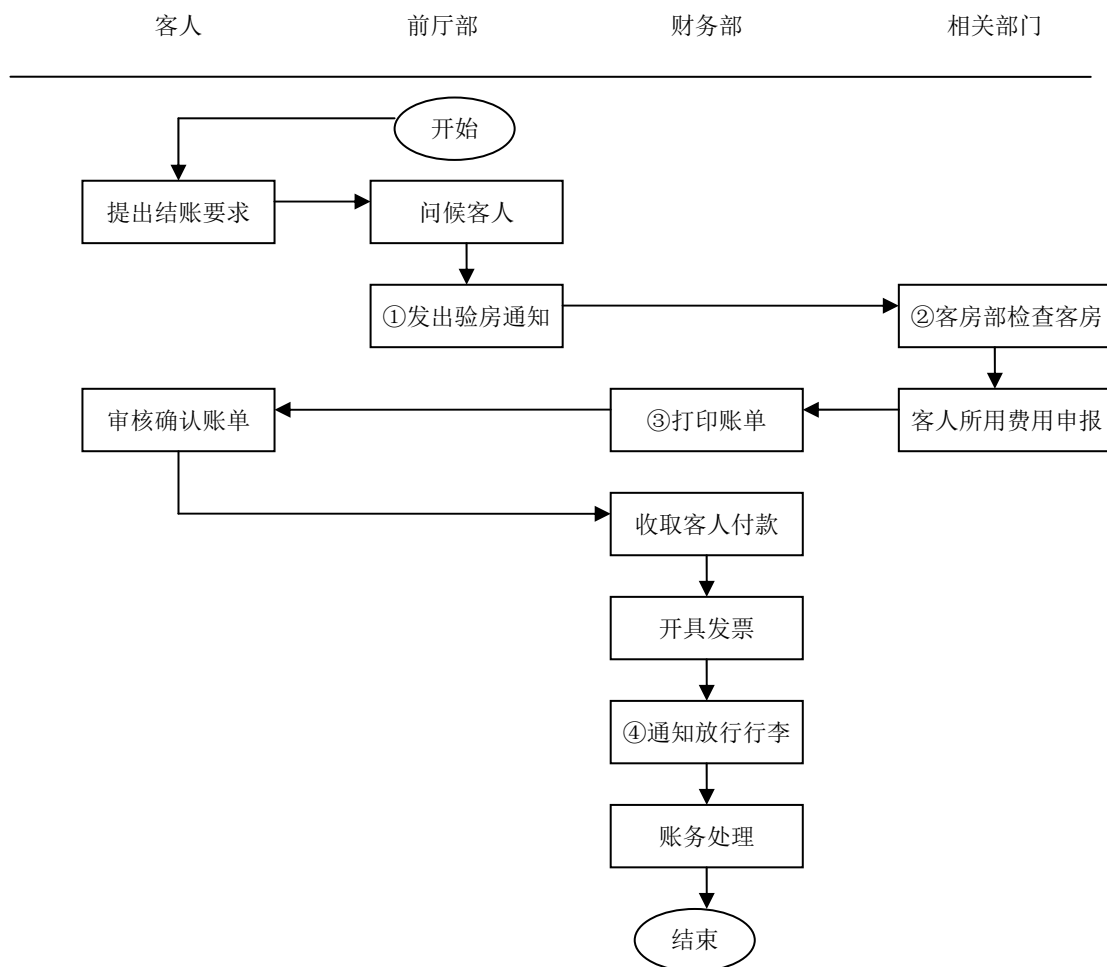 客人 前厅部 财务部 相关部门
开始
提出结账要求 问候客人
①发出验房通知 ②客房部检查客房
审核确认账单 ③打印账单 客人所用费用申报
收取客人付款
开具发票
④通知放行行李
账务处理
结束